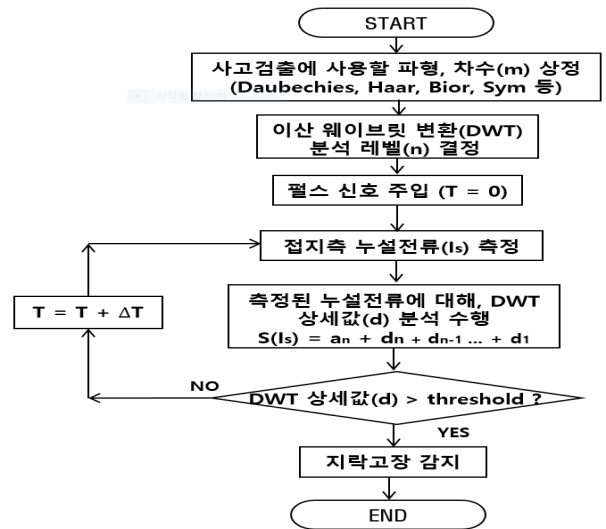 START
사고검출에 사용할 파형, 차수(m) 상정
(Daubechies, Haar, Bior, Sym 등)
이산 웨이브릿 변환(DWT)
분석 레벨(n) 결정
펄스 신호 주입 (T = 0)
접지측 누설전류(Is) 측정
T = T + ΔT
측정된 누설전류에 대해, DWT
상세값(d) 분석 수행
S(Is) = an + dn + dn-1 ... + d1
NO
DWT 상세값(d) > threshold ?
YES
지락고장 감지
END